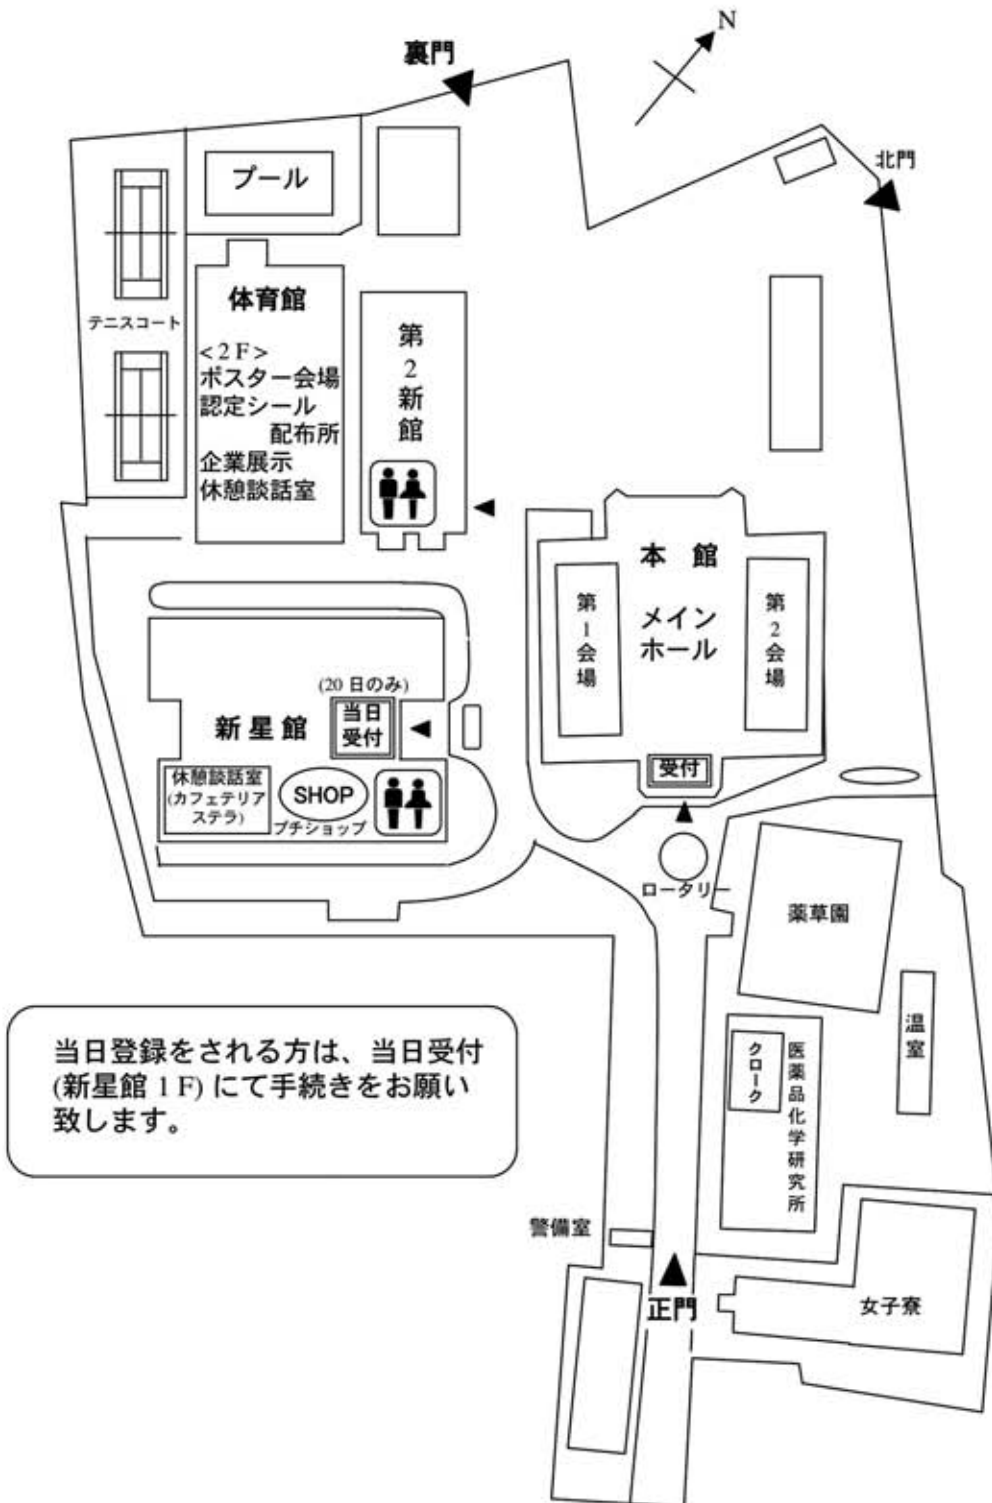 N
裏門
北門
プール
体育館
<2 F>
ポスター会場
認定シール
配布所
企業展示
休憩談話室
テニスコート
第2新館
本 館
メイン
ホール
第1会場
第2会場
受付
(20 日のみ)
当日
受付
新星館
休憩談話室
(カフェテリア
ステラ)
SHOP
プチショップ
ロータリー
薬草園
温室
クローク
医薬品化学研究所
当日登録をされる方は、当日受付
(新星館 1 F) にて手続きをお願い
致します。
警備室
正門
女子寮